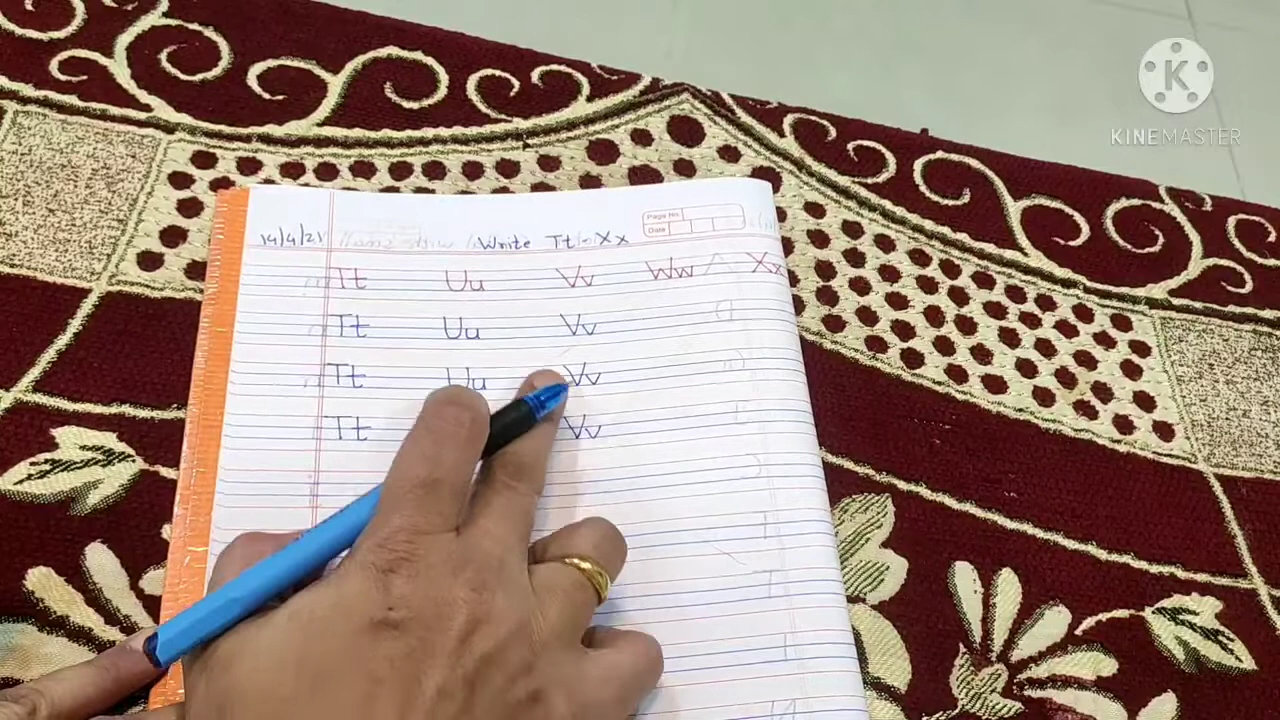 KINEMASTER
Page No.
Date
14/4/21 Write Tt-Xx
Tt Uu Vv Ww Xx
Tt Uu Vv
Tt Uu Vv
Tt Vv